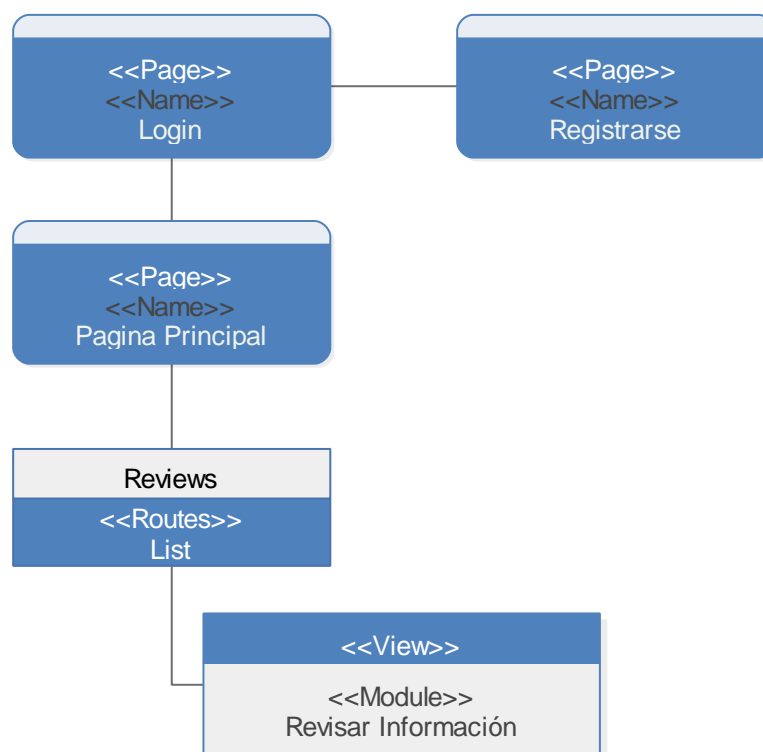 <<Page>>
<<Name>>
Login
<<Page>>
<<Name>>
Registrarse
<<Page>>
<<Name>>
Pagina Principal
Reviews
<<Routes>>
List
<<View>>
<<Module>>
Revisar Información